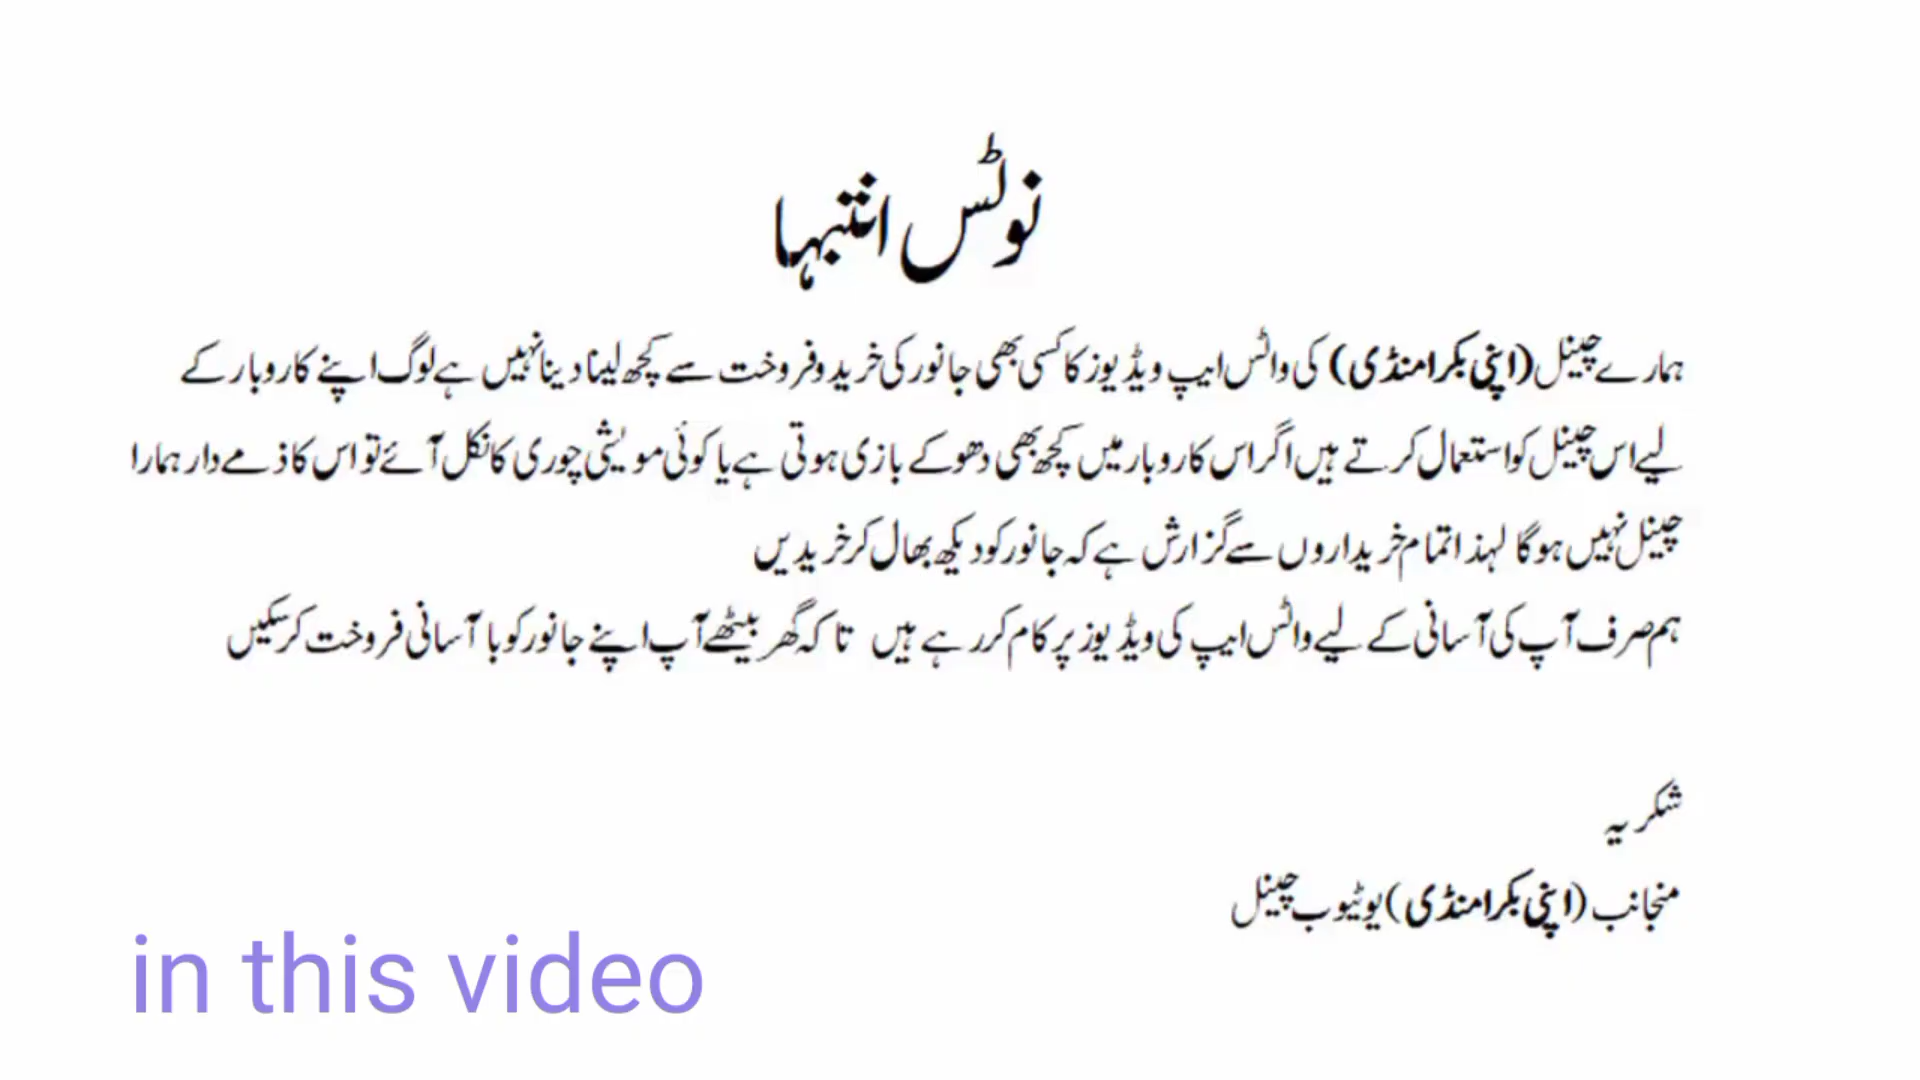 نوٹس انتبہا
ہمارے چینل (اپنی بکرا منڈی) کی واٹس ایپ ویڈیوز کا کسی بھی جانور کی خرید و فروخت سے کچھ لینا دینا نہیں ہے لوگ اپنے کاروبار کے
لیے اس چینل کو استعمال کرتے ہیں اگر اس کاروبار میں کچھ بھی دھوکے بازی ہوتی ہے یا کوئی مویشی چوری کا نکل آئے تو اس کا ذمے دار ہمارا
چینل نہیں ہوگا لہذا تمام خریداروں سے گزارش ہے کہ جانور کو دیکھ بھال کر خریدیں
ہم صرف آپ کی آسانی کے لیے واٹس ایپ کی ویڈیوز پر کام کر رہے ہیں تا کہ گھر بیٹھے آپ اپنے جانور کو با آسانی فروخت کر سکیں
شکریہ
منجانب (اپنی بکرا منڈی) یوٹیوب چینل
in this video